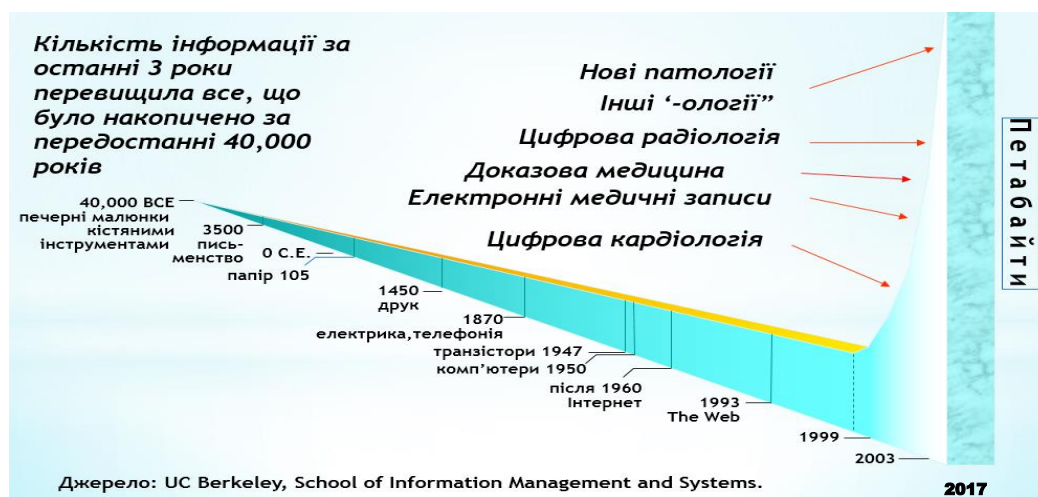 Кількість інформації за
останні 3 роки
перевищила все, що
було накопичено за
передостанні 40,000
років
Нові патології
Інші ‘-ології”
Цифрова радіологія
Доказова медицина
Електронні медичні записи
Цифрова кардіологія
Петабайти
40,000 BCE
печерні малюнки
кістяними
інструментами
3500
пись-
менство
0 C.E.
папір 105
1450
друк
1870
електрика,телефонія
транзістори 1947
комп’ютери 1950
після 1960
Інтернет
1993
The Web
1999
2003
2017
Джерело: UC Berkeley, School of Information Management and Systems.